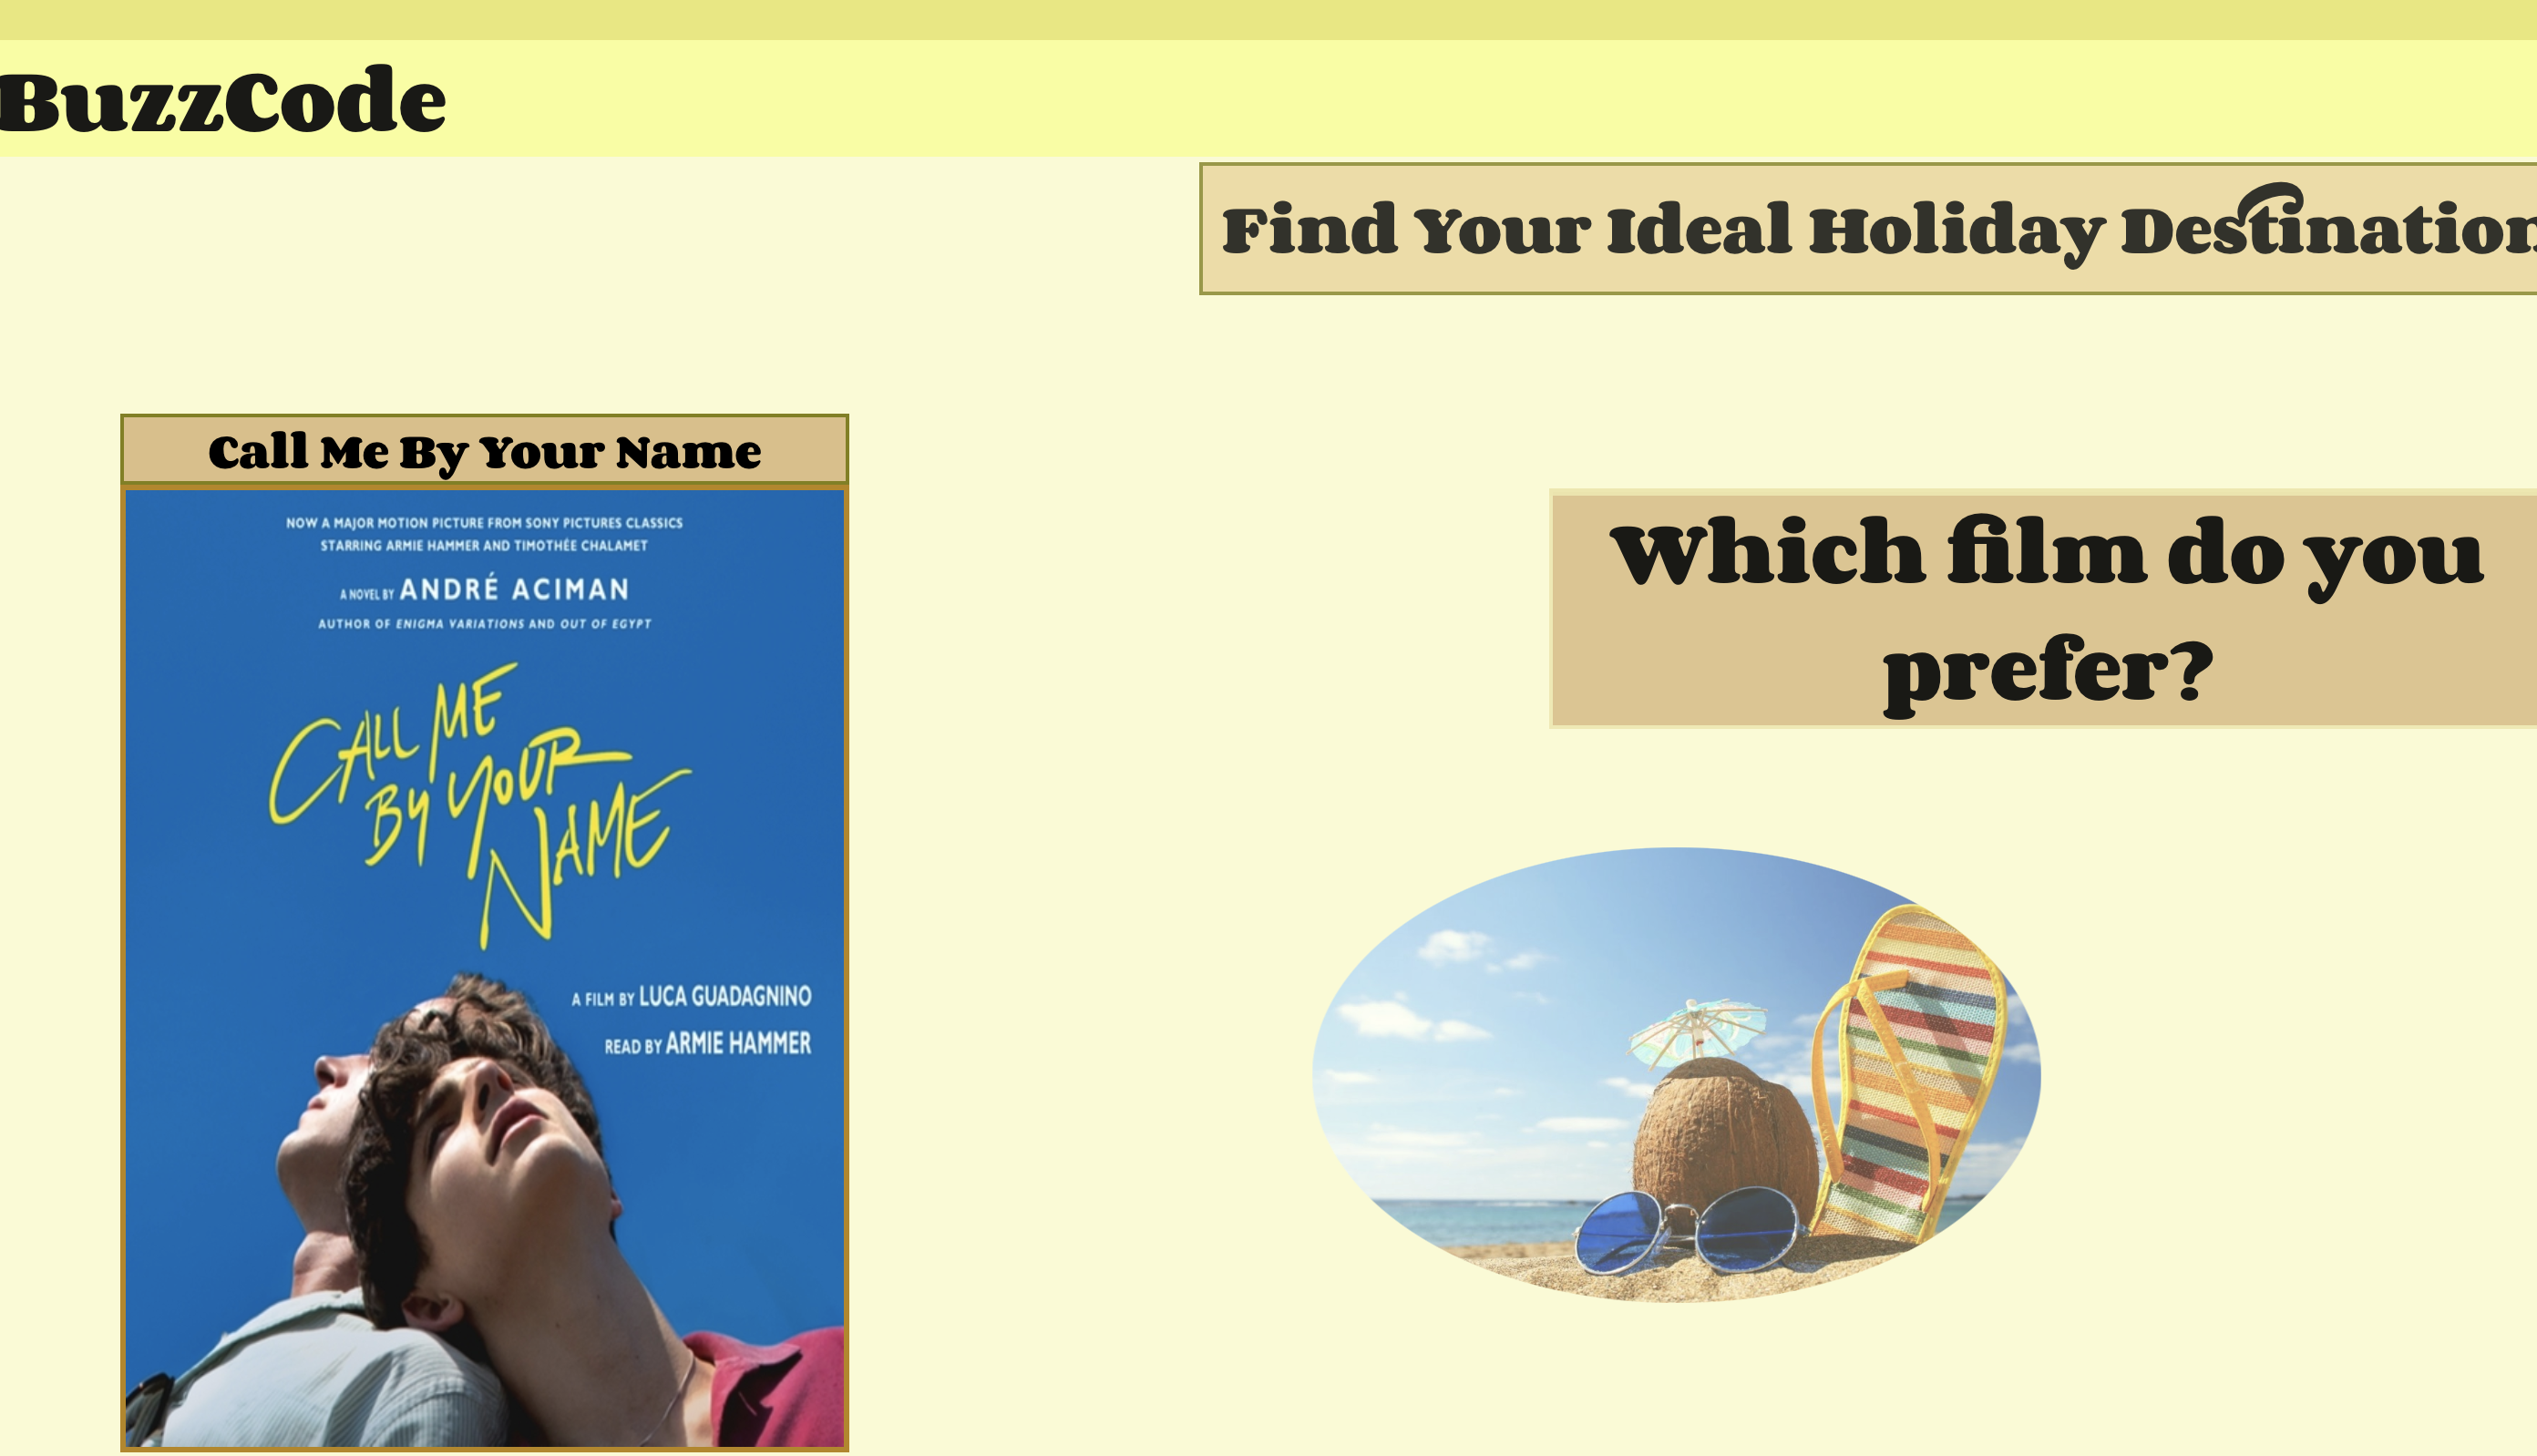 BuzzCode
Find Your Ideal Holiday Destination
Call Me By Your Name
NOW A MAJOR MOTION PICTURE FROM SONY PICTURES CLASSICS
STARRING ARMIE HAMMER AND TIMOTHÉE CHALAMET
A NOVEL BY ANDRÉ ACIMAN
AUTHOR OF ENIGMA VARIATIONS AND OUT OF EGYPT
CALL ME
BY YOUR
NAME
A FILM BY LUCA GUADAGNINO
READ BY ARMIE HAMMER
Which film do you
prefer?